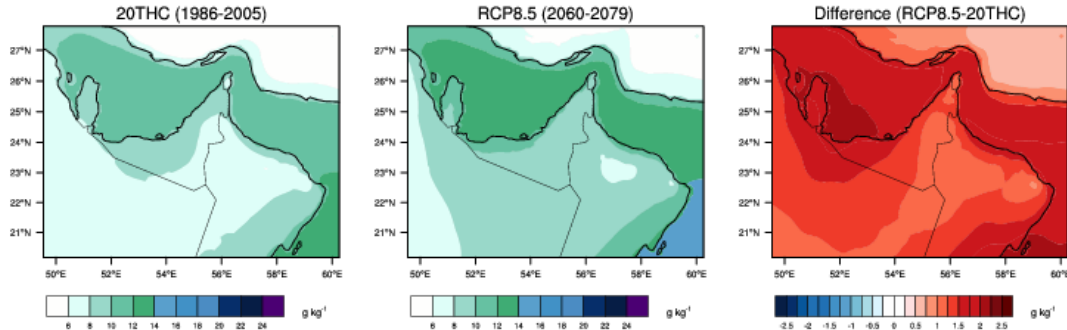 20THC (1986-2005)
RCP8.5 (2060-2079)
Difference (RCP8.5-20THC)
27°N
26°N
25°N
24°N
23°N
22°N
21°N
50°E 52°E 54°E 56°E 58°E 60°E
27°N
26°N
25°N
24°N
23°N
22°N
21°N
50°E 52°E 54°E 56°E 58°E 60°E
27°N
26°N
25°N
24°N
23°N
22°N
21°N
50°E 52°E 54°E 56°E 58°E 60°E
6 8 10 12 14 16 18 20 22 24 g kg⁻¹
6 8 10 12 14 16 18 20 22 24 g kg⁻¹
-2.5 -2 -1.5 -1 -0.5 0 0.5 1 1.5 2 2.5 g kg⁻¹